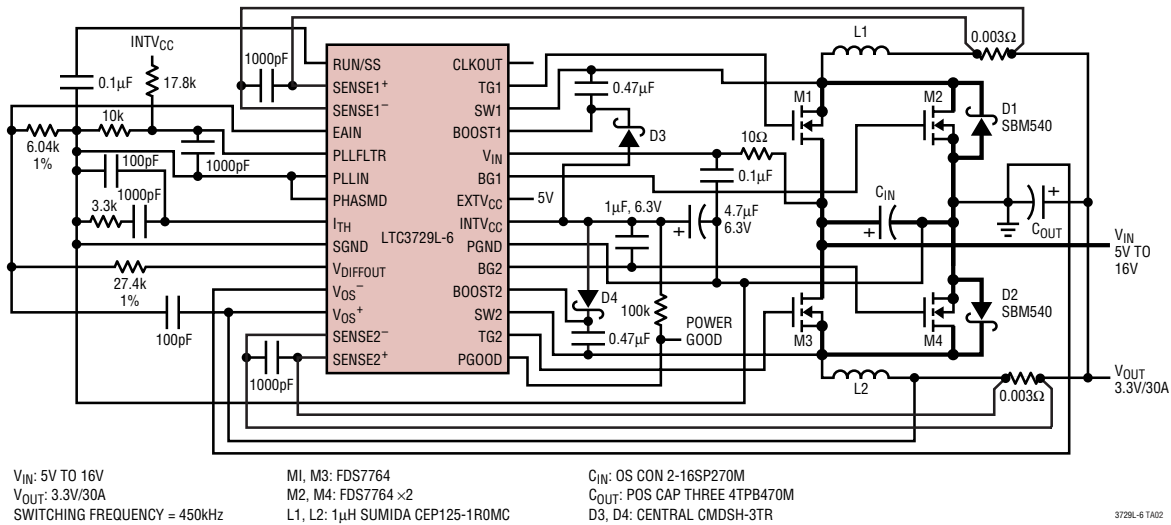 L1
0.003Ω
INTVCC
1000pF
0.1µF
17.8k
10k
6.04k
1%
100pF
1000pF
1000pF
3.3k
27.4k
1%
100pF
1000pF
RUN/SS
SENSE1+
SENSE1–
EAIN
PLLFLTR
PLLIN
PHASMD
ITH
SGND
VDIFFOUT
VOS–
VOS+
SENSE2–
SENSE2+
LTC3729L-6
CLKOUT
TG1
SW1
BOOST1
VIN
BG1
EXTVCC
INTVCC
PGND
BG2
BOOST2
SW2
TG2
PGOOD
0.47µF
D3
10Ω
0.1µF
5V
1µF, 6.3V
4.7µF
6.3V
+
D4
0.47µF
100k
POWER
GOOD
M1
M2
D1
SBM540
CIN
+
+
COUT
VIN
5V TO
16V
M3
M4
D2
SBM540
L2
0.003Ω
VOUT
3.3V/30A
VIN: 5V TO 16V
VOUT: 3.3V/30A
SWITCHING FREQUENCY = 450kHz
MI, M3: FDS7764
M2, M4: FDS7764 ×2
L1, L2: 1µH SUMIDA CEP125-1R0MC
CIN: OS CON 2-16SP270M
COUT: POS CAP THREE 4TPB470M
D3, D4: CENTRAL CMDSH-3TR
3729L-6 TA02